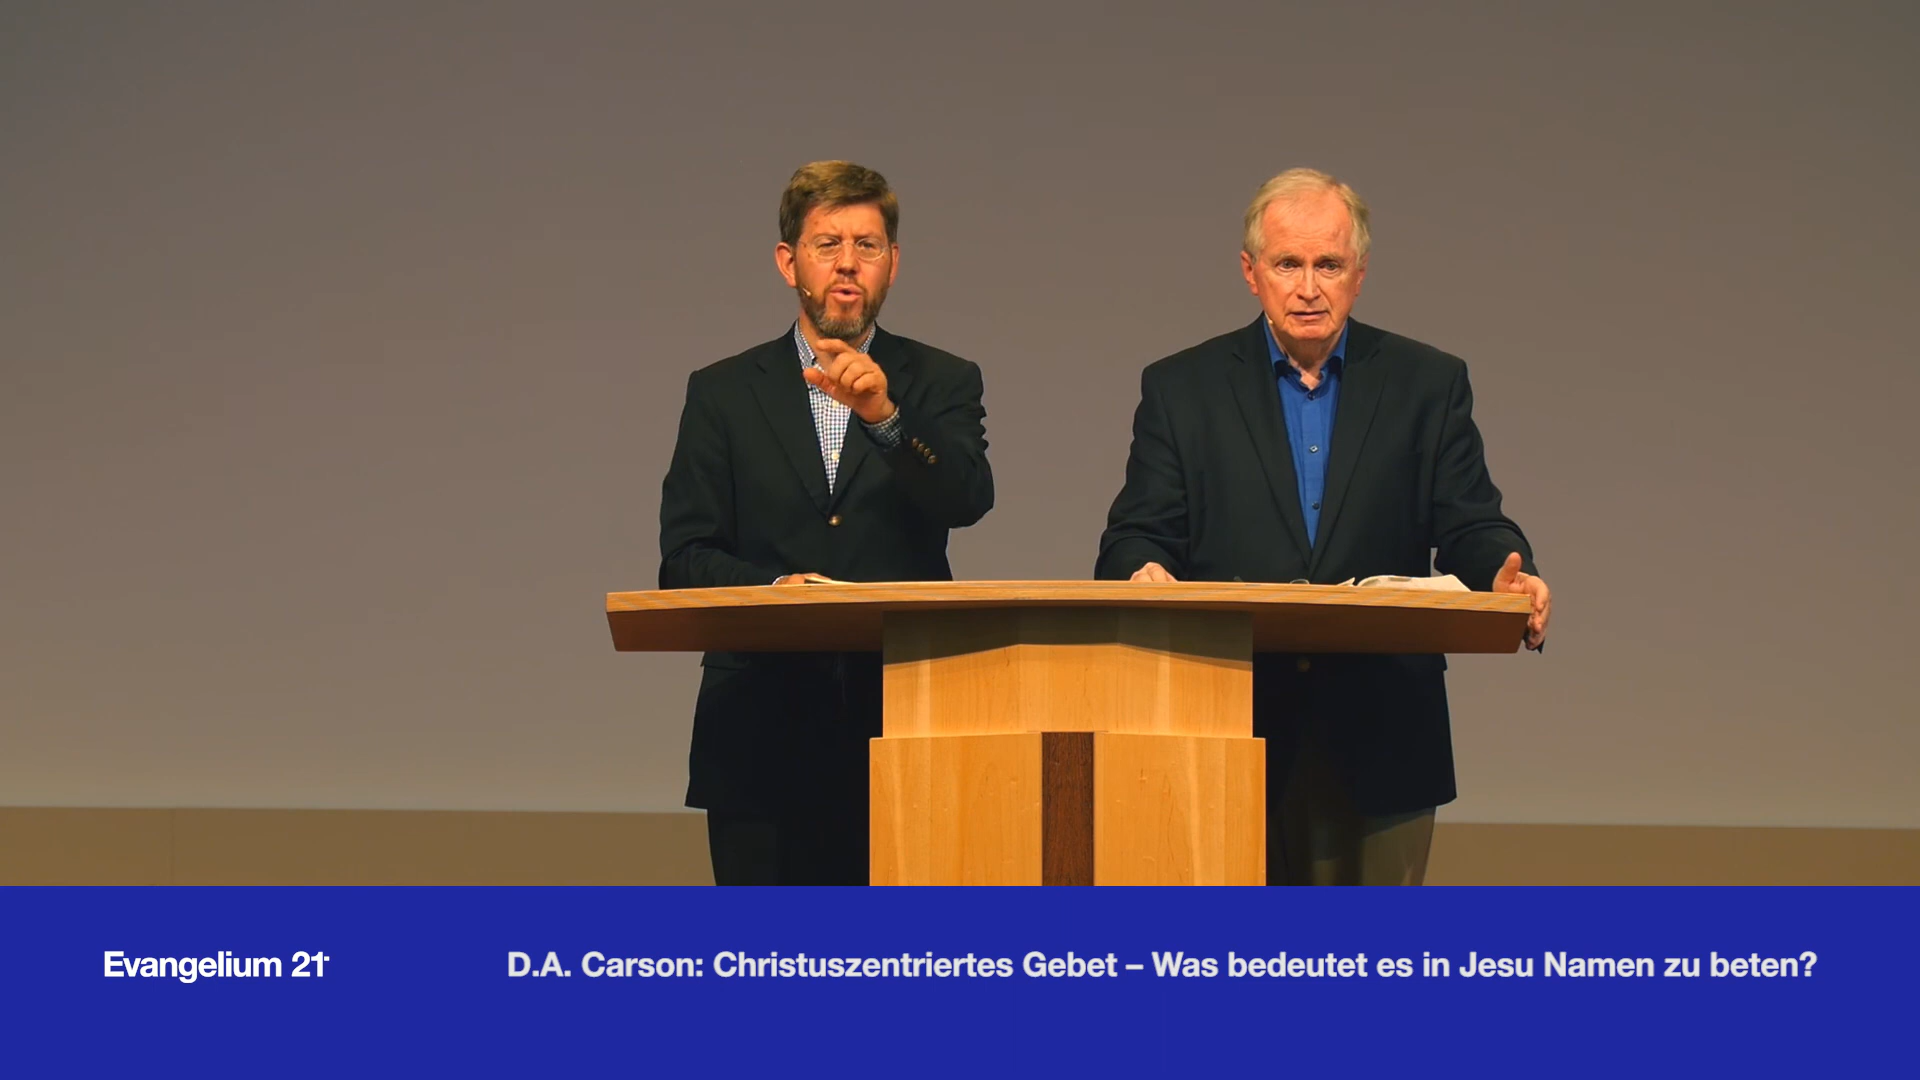 Evangelium 21
D.A. Carson: Christuszentriertes Gebet – Was bedeutet es in Jesu Namen zu beten?